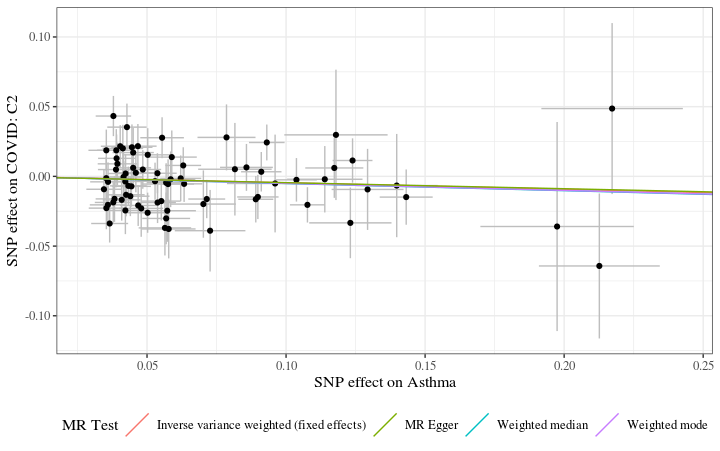 0.10
0.05
0.00
-0.05
-0.10
SNP effect on COVID: C2
0.05 0.10 0.15 0.20 0.25
SNP effect on Asthma
MR Test Inverse variance weighted (fixed effects) MR Egger Weighted median Weighted mode